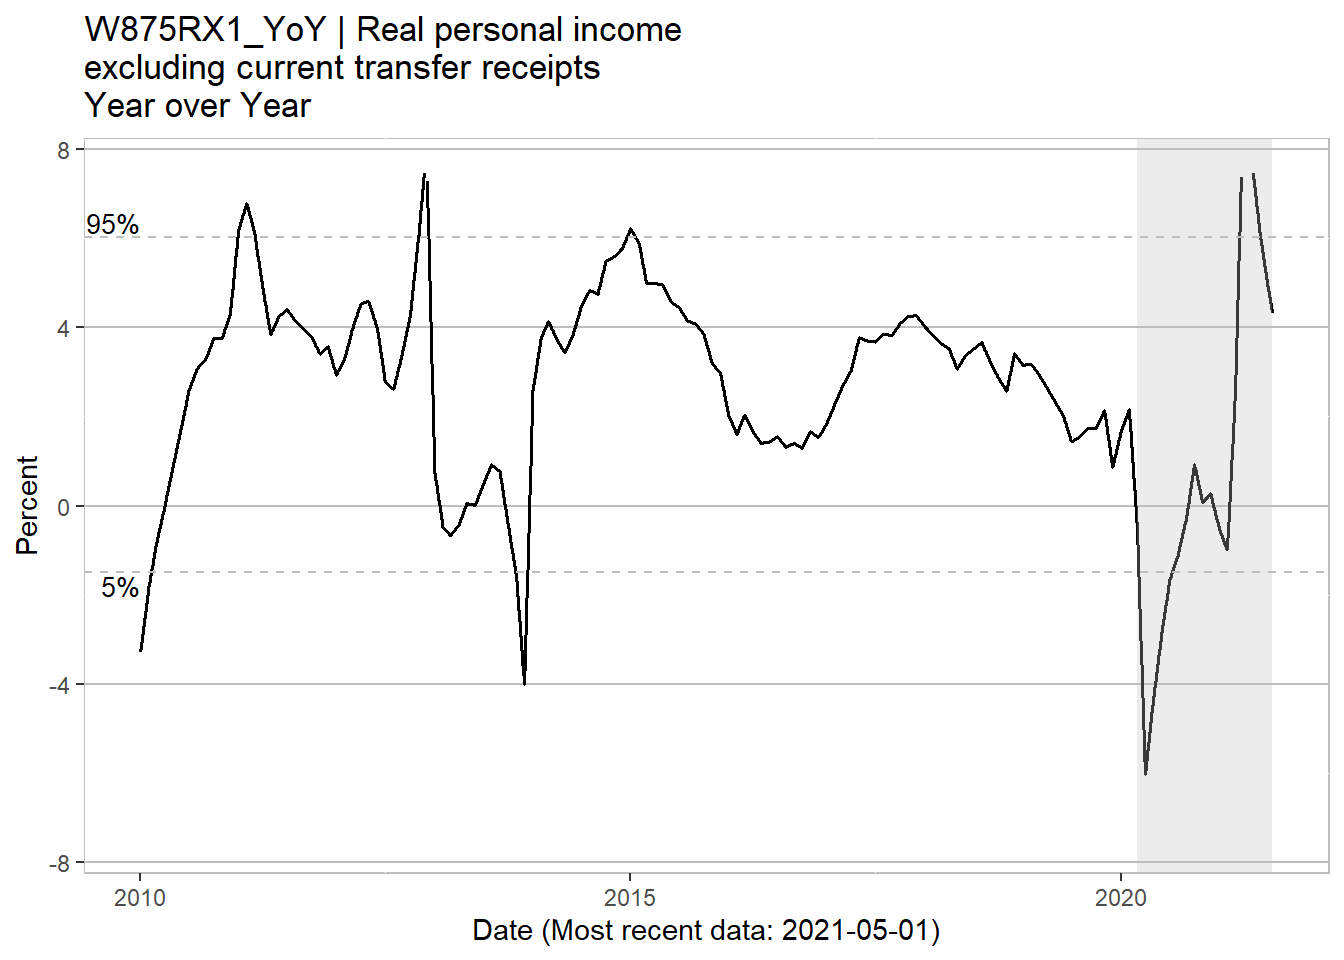 W875RX1_YoY | Real personal income
excluding current transfer receipts
Year over Year
8
95%
4
0
Percent
5%
-4
-8
2010
2015
2020
Date (Most recent data: 2021-05-01)